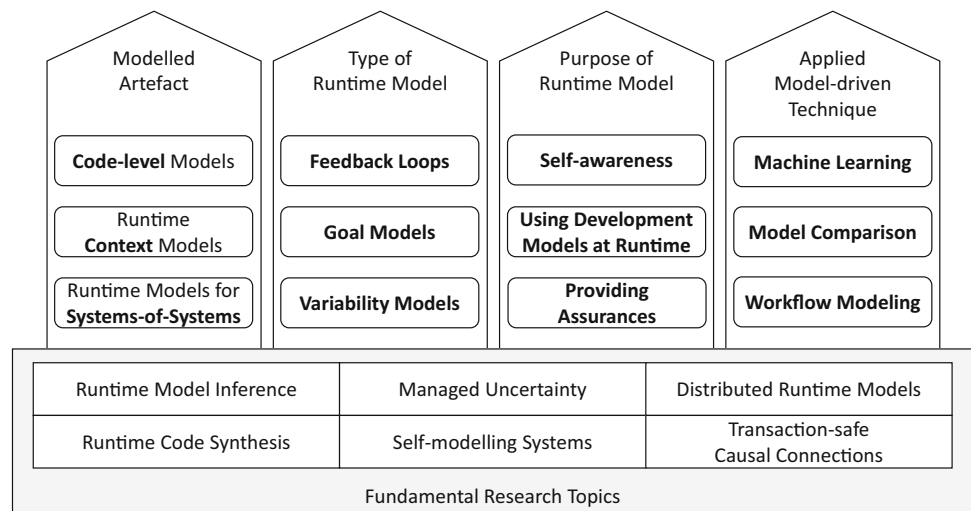 Modelled
Artefact
Code-level Models
Runtime
Context Models
Runtime Models for
Systems-of-Systems
Type of
Runtime Model
Feedback Loops
Goal Models
Variability Models
Purpose of
Runtime Model
Self-awareness
Using Development
Models at Runtime
Providing
Assurances
Applied
Model-driven
Technique
Machine Learning
Model Comparison
Workflow Modeling
Runtime Model Inference
Managed Uncertainty
Distributed Runtime Models
Runtime Code Synthesis
Self-modelling Systems
Transaction-safe
Causal Connections
Fundamental Research Topics